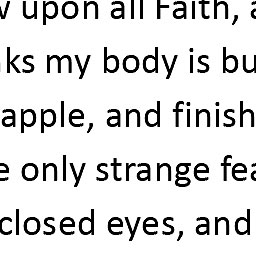 upon all Faith,
my body is
apple, and
only strange
closed eyes, and